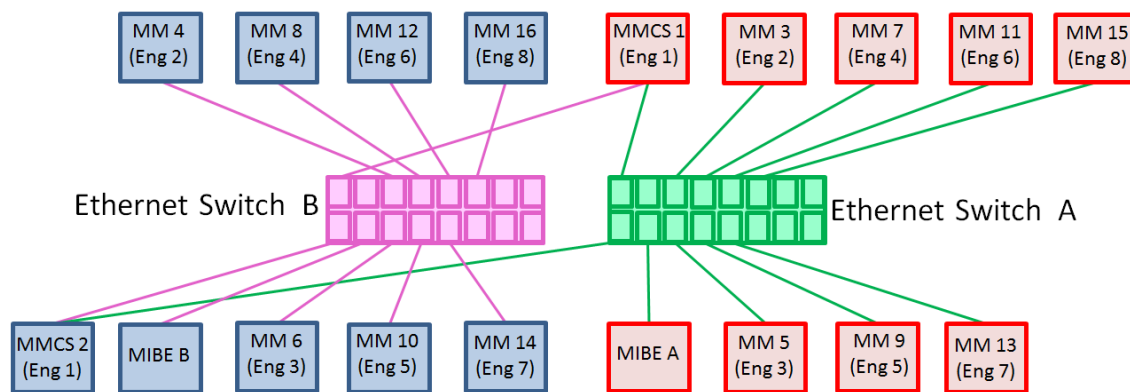 MM 4
(Eng 2)
MM 8
(Eng 4)
MM 12
(Eng 6)
MM 16
(Eng 8)
MMCS 1
(Eng 1)
MM 3
(Eng 2)
MM 7
(Eng 4)
MM 11
(Eng 6)
MM 15
(Eng 8)
Ethernet Switch B
Ethernet Switch A
MMCS 2
(Eng 1)
MIBE B
MM 6
(Eng 3)
MM 10
(Eng 5)
MM 14
(Eng 7)
MIBE A
MM 5
(Eng 3)
MM 9
(Eng 5)
MM 13
(Eng 7)